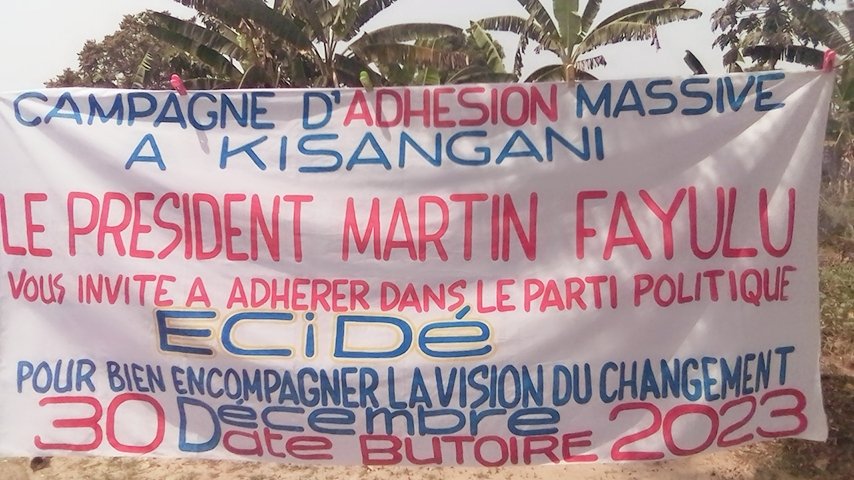 CAMPAGNE D'ADHESION MASSIVE
A KISANGANI
LE PRESIDENT MARTIN FAYULU
VOUS INVITE A ADHERER DANS LE PARTI POLITIQUE
ECiDé
POUR BIEN ENCOMPAGNER LA VISION DU CHANGEMENT
30 Décembre 2023
Date BUTOIRE